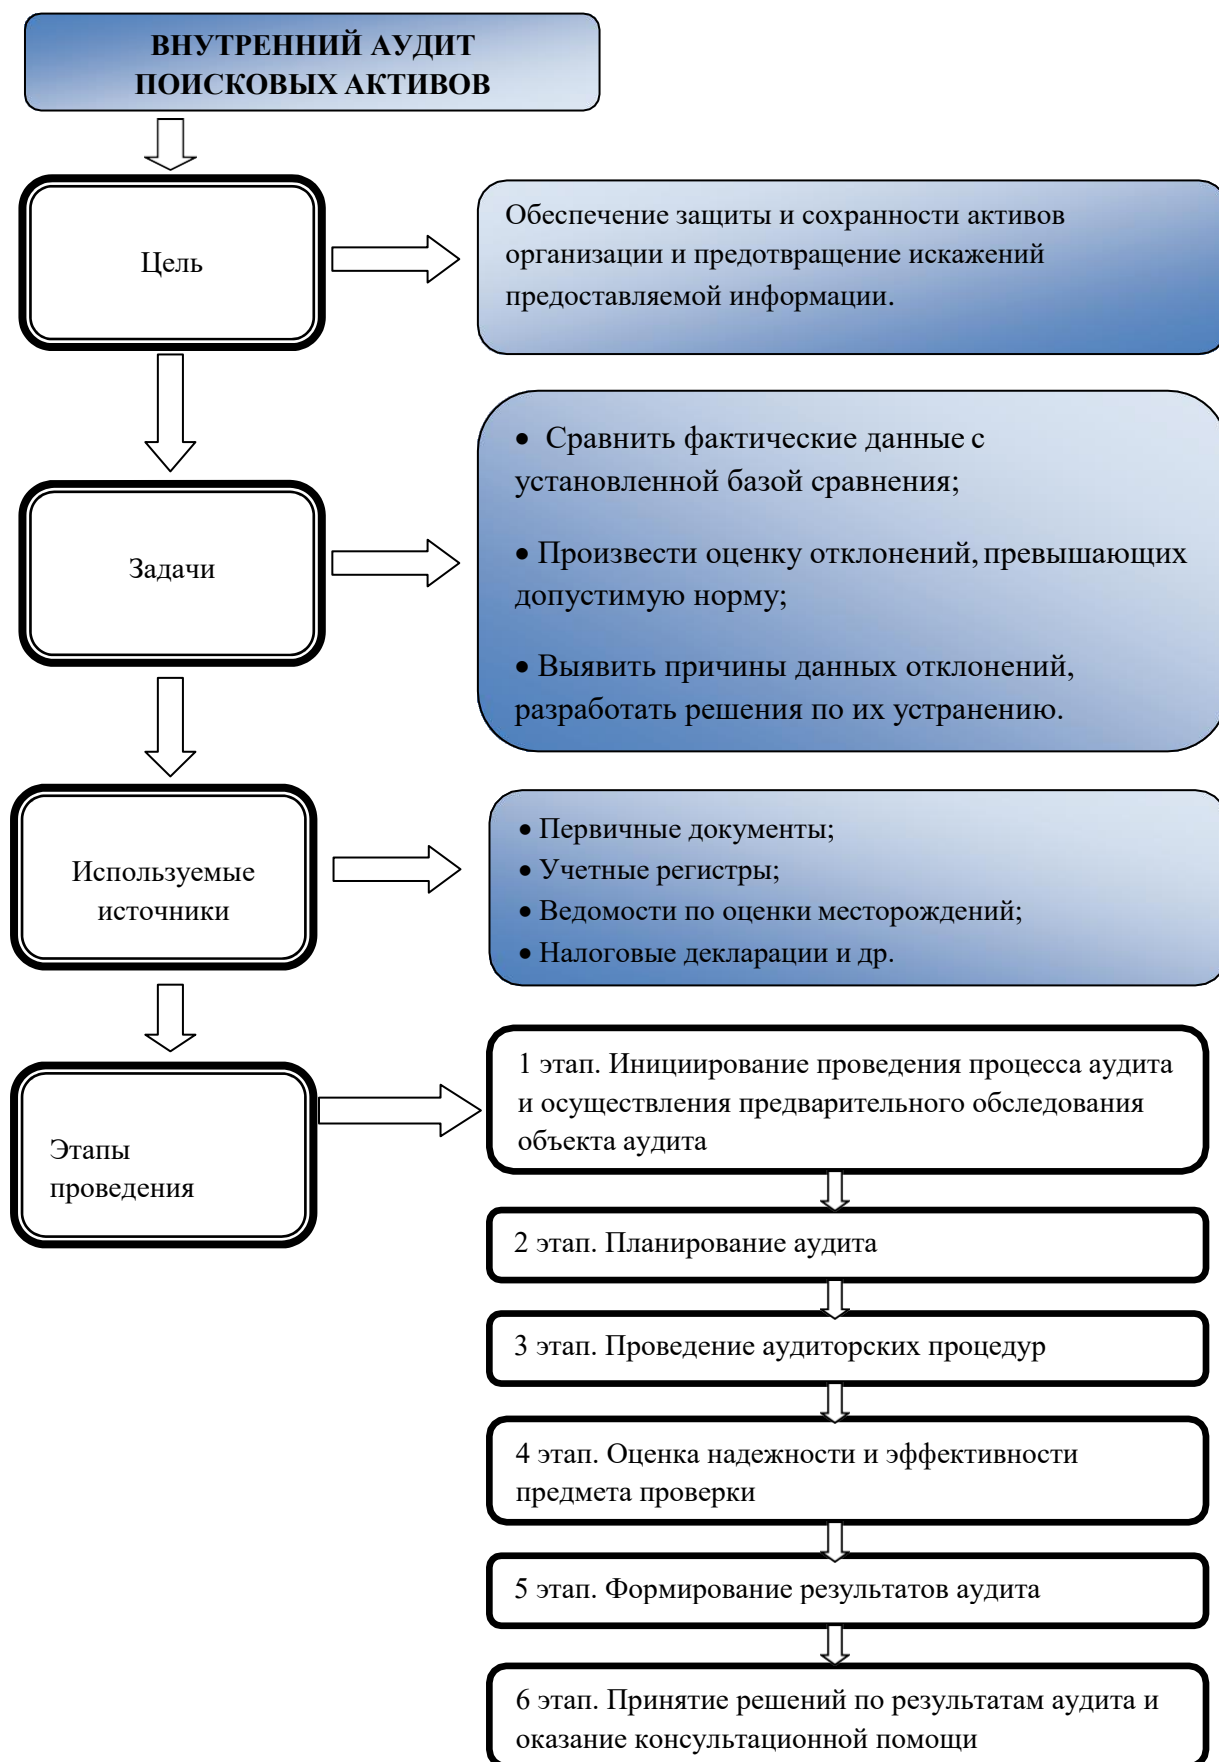 ВНУТРЕННИЙ АУДИТ
ПОИСКОВЫХ АКТИВОВ
Цель
Обеспечение защиты и сохранности активов
организации и предотвращение искажений
предоставляемой информации.
Задачи
• Сравнить фактические данные с
установленной базой сравнения;
• Произвести оценку отклонений, превышающих
допустимую норму;
• Выявить причины данных отклонений,
разработать решения по их устранению.
Используемые
источники
• Первичные документы;
• Учетные регистры;
• Ведомости по оценки месторождений;
• Налоговые декларации и др.
Этапы
проведения
1 этап. Инициирование проведения процесса аудита
и осуществления предварительного обследования
объекта аудита
2 этап. Планирование аудита
3 этап. Проведение аудиторских процедур
4 этап. Оценка надежности и эффективности
предмета проверки
5 этап. Формирование результатов аудита
6 этап. Принятие решений по результатам аудита и
оказание консультационной помощи